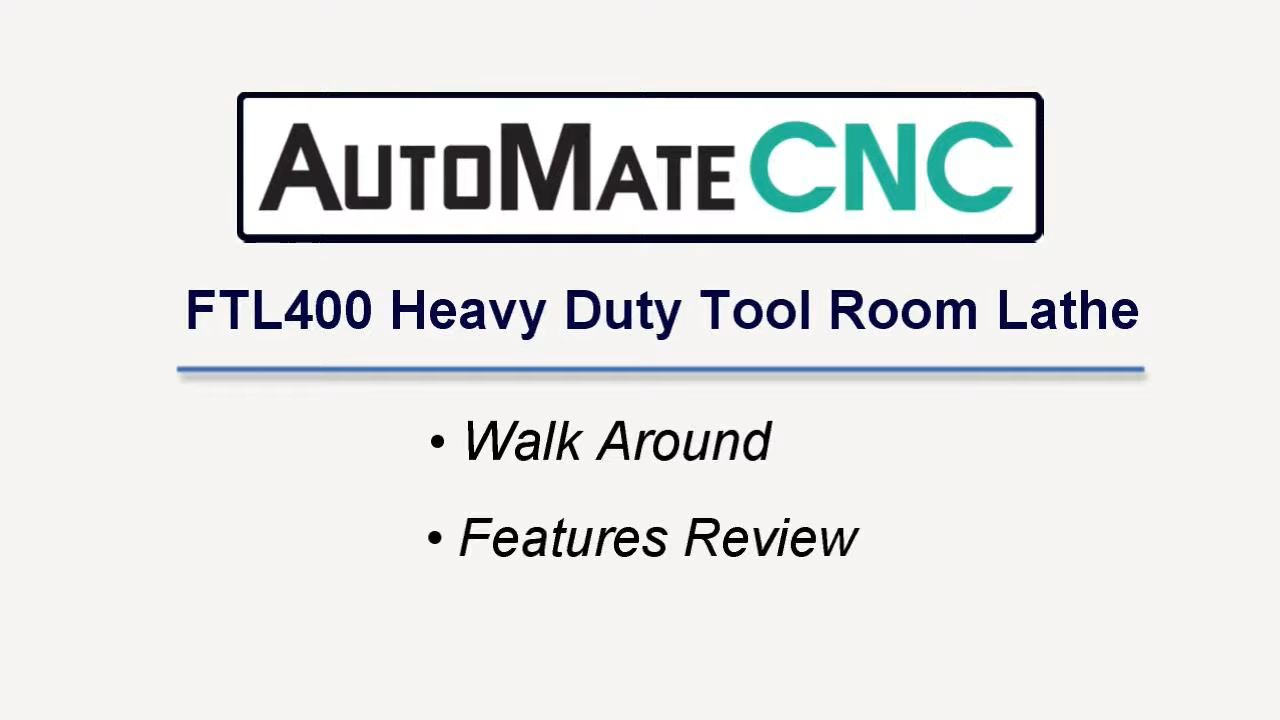 AUTOMATE CNC
FTL400 Heavy Duty Tool Room Lathe
• Walk Around
• Features Review